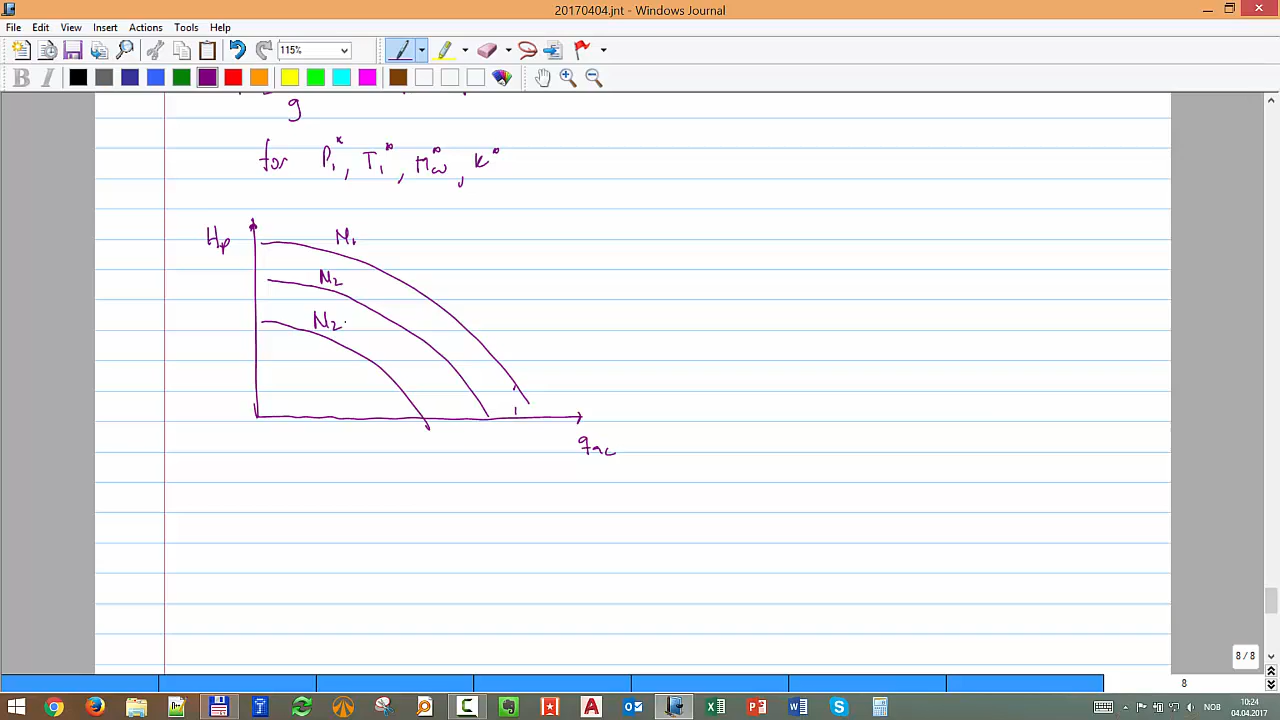 20170404.jnt - Windows Journal
File Edit View Insert Actions Tools Help
115%
B I
g
for P₁*, T₁*, Mw*, K*
Hp
N₁
N₂
N₂
qac
8 / 8
8
NOB
10:24
04.04.2017